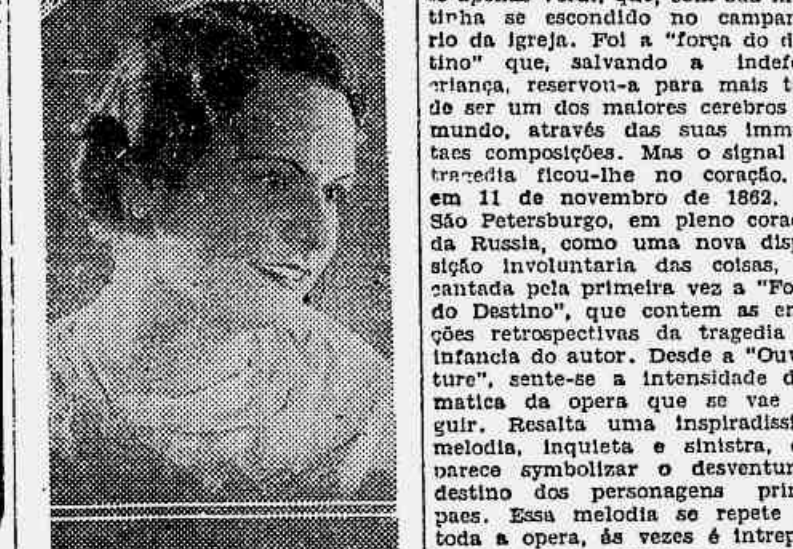 tinha se escondido no campan
rio da igreja. Foi a "força do d
tino" que, salvando a indef
criança, reservou-a para mais t
de ser um dos maiores cerebros
mundo, através das suas imm
taes composições. Mas o signal
tragedia ficou-lhe no coração.
em 11 de novembro de 1862,
São Petersburgo, em pleno cora
da Russia, como uma nova disp
sição involuntaria das coisas,
cantada pela primeira vez a "Fo
do Destino", que contem as em
ções retrospectivas da tragedia
infancia do autor. Desde a "Ouv
ture", sente-se a intensidade d
matica da opera que se vae
guir. Resalta uma inspiradiss
melodia, inquieta e sinistra,
parece symbolizar o desventur
destino dos personagens prin
paes. Essa melodia se repete
toda a opera, ás vezes é intrep